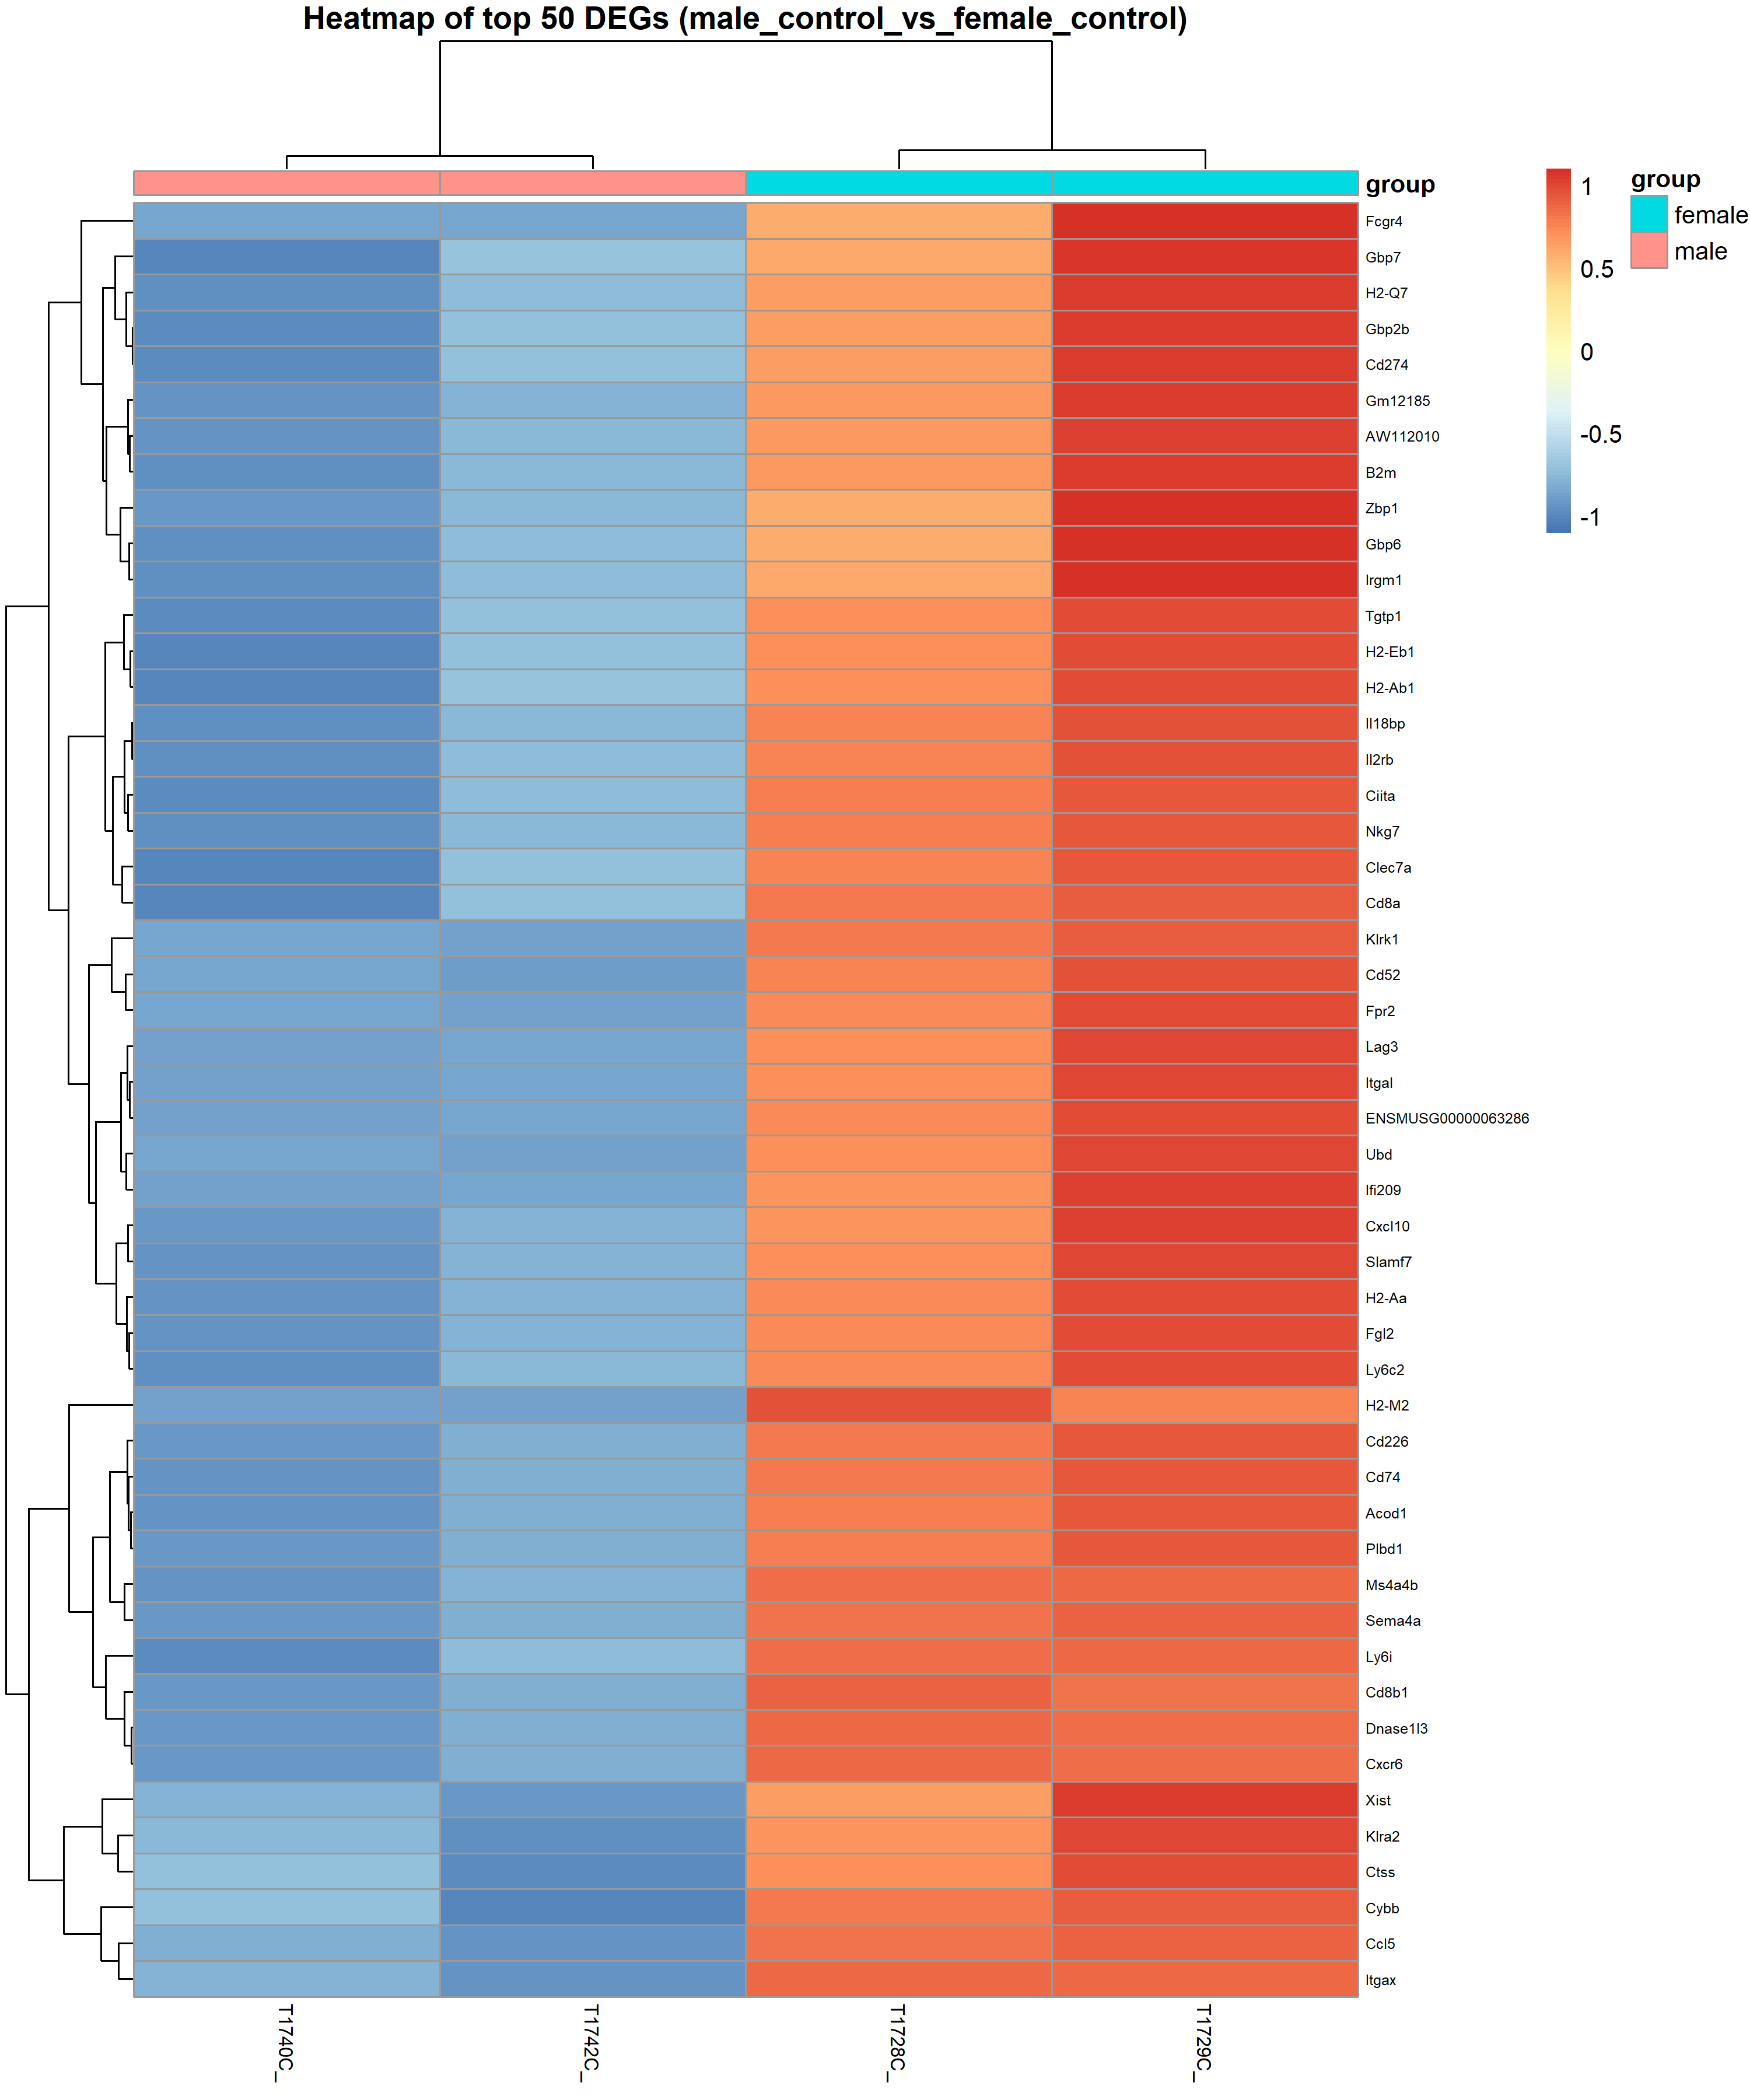 Heatmap of top 50 DEGs (male_control_vs_female_control)
group
Fcgr4
Gbp7
H2-Q7
Gbp2b
Cd274
Gm12185
AW112010
B2m
Zbp1
Gbp6
Irgm1
Tgtp1
H2-Eb1
H2-Ab1
Il18bp
Il2rb
Ciita
Nkg7
Clec7a
Cd8a
Klrk1
Cd52
Fpr2
Lag3
Itgal
ENSMUSG00000063286
Ubd
Ifi209
Cxcl10
Slamf7
H2-Aa
Fgl2
Ly6c2
H2-M2
Cd226
Cd74
Acod1
Plbd1
Ms4a4b
Sema4a
Ly6i
Cd8b1
Dnase1l3
Cxcr6
Xist
Klra2
Ctss
Cybb
Ccl5
Itgax
T1740C_
T1742C_
T1728C_
T1729C_
1
0.5
0
-0.5
-1
group
female
male